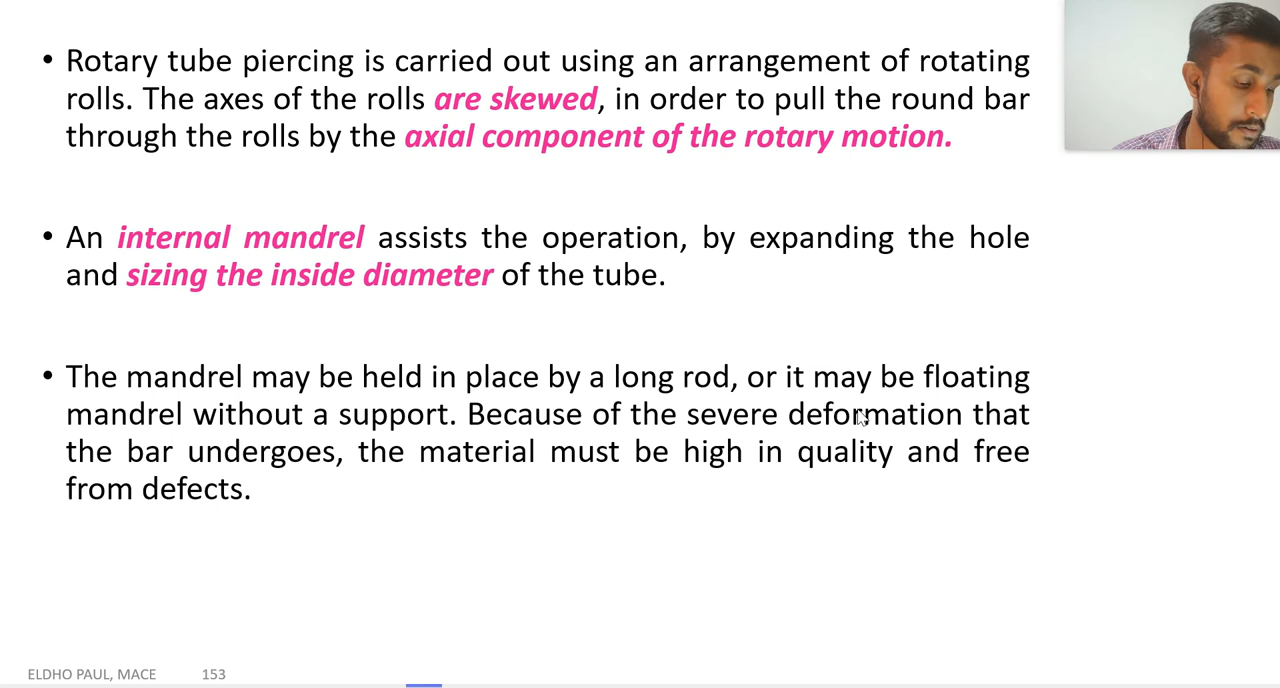 • Rotary tube piercing is carried out using an arrangement of rotating
rolls. The axes of the rolls are skewed, in order to pull the round bar
through the rolls by the axial component of the rotary motion.
• An internal mandrel assists the operation, by expanding the hole
and sizing the inside diameter of the tube.
• The mandrel may be held in place by a long rod, or it may be floating
mandrel without a support. Because of the severe deformation that
the bar undergoes, the material must be high in quality and free
from defects.
ELDHO PAUL, MACE 153